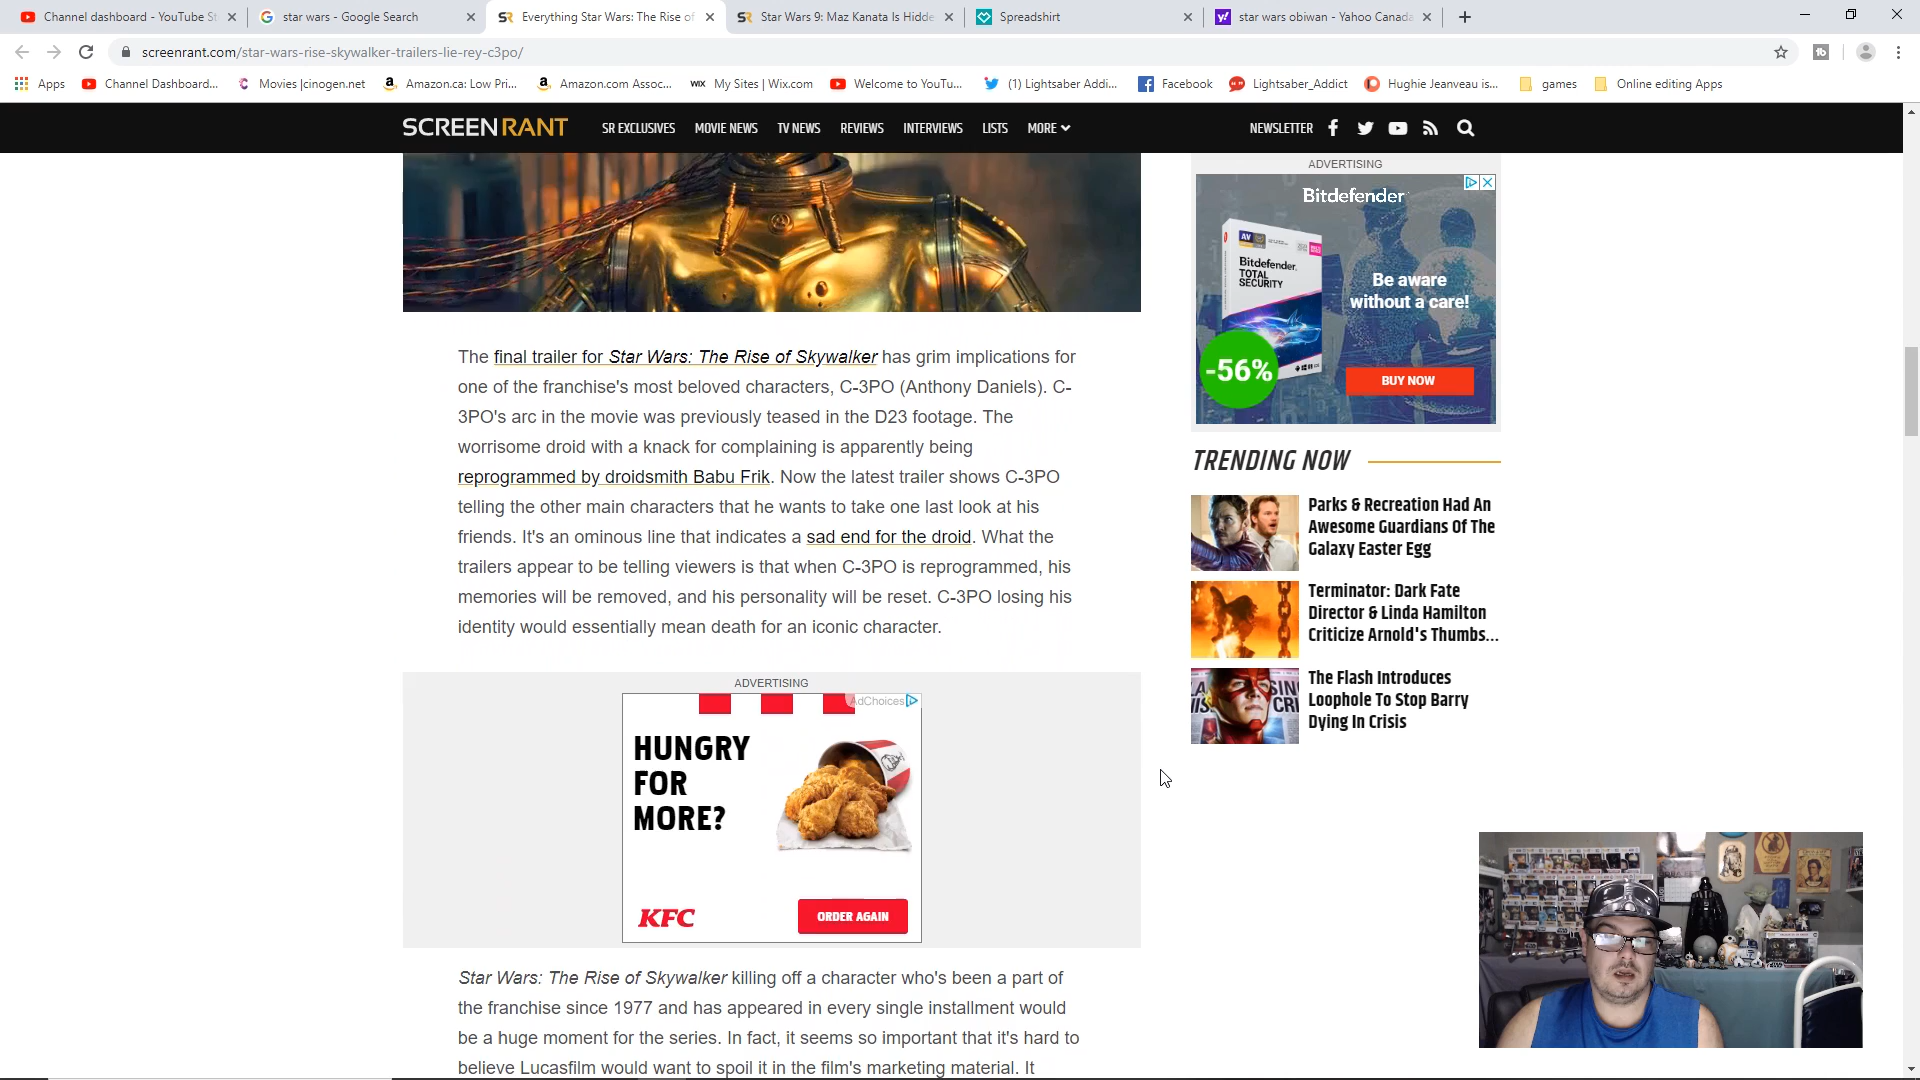 Channel dashboard - YouTube St
star wars - Google Search
Everything Star Wars: The Rise of
Star Wars 9: Maz Kanata Is Hidde
Spreadshirt
star wars obiwan - Yahoo Canada
screenrant.com/star-wars-rise-skywalker-trailers-lie-rey-c3po/
Apps
Channel Dashboard...
Movies |cinogen.net
Amazon.ca: Low Pri...
Amazon.com Assoc...
WIX My Sites | Wix.com
Welcome to YouTu...
(1) Lightsaber Addi...
Facebook
Lightsaber_Addict
Hughie Jeanveau is...
games
Online editing Apps
SCREENRANT
SR EXCLUSIVES
MOVIE NEWS
TV NEWS
REVIEWS
INTERVIEWS
LISTS
MORE
NEWSLETTER
The final trailer for Star Wars: The Rise of Skywalker has grim implications for
one of the franchise's most beloved characters, C-3PO (Anthony Daniels). C-
3PO's arc in the movie was previously teased in the D23 footage. The
worrisome droid with a knack for complaining is apparently being
reprogrammed by droidsmith Babu Frik. Now the latest trailer shows C-3PO
telling the other main characters that he wants to take one last look at his
friends. It's an ominous line that indicates a sad end for the droid. What the
trailers appear to be telling viewers is that when C-3PO is reprogrammed, his
memories will be removed, and his personality will be reset. C-3PO losing his
identity would essentially mean death for an iconic character.
ADVERTISING
AdChoices
HUNGRY
FOR
MORE?
KFC
ORDER AGAIN
Star Wars: The Rise of Skywalker killing off a character who's been a part of
the franchise since 1977 and has appeared in every single installment would
be a huge moment for the series. In fact, it seems so important that it's hard to
believe Lucasfilm would want to spoil it in the film's marketing material. It
ADVERTISING
Bitdefender
AV
Bitdefender
TOTAL
SECURITY
Be aware
without a care!
-56%
BUY NOW
TRENDING NOW
Parks & Recreation Had An
Awesome Guardians Of The
Galaxy Easter Egg
Terminator: Dark Fate
Director & Linda Hamilton
Criticize Arnold's Thumbs...
The Flash Introduces
Loophole To Stop Barry
Dying In Crisis